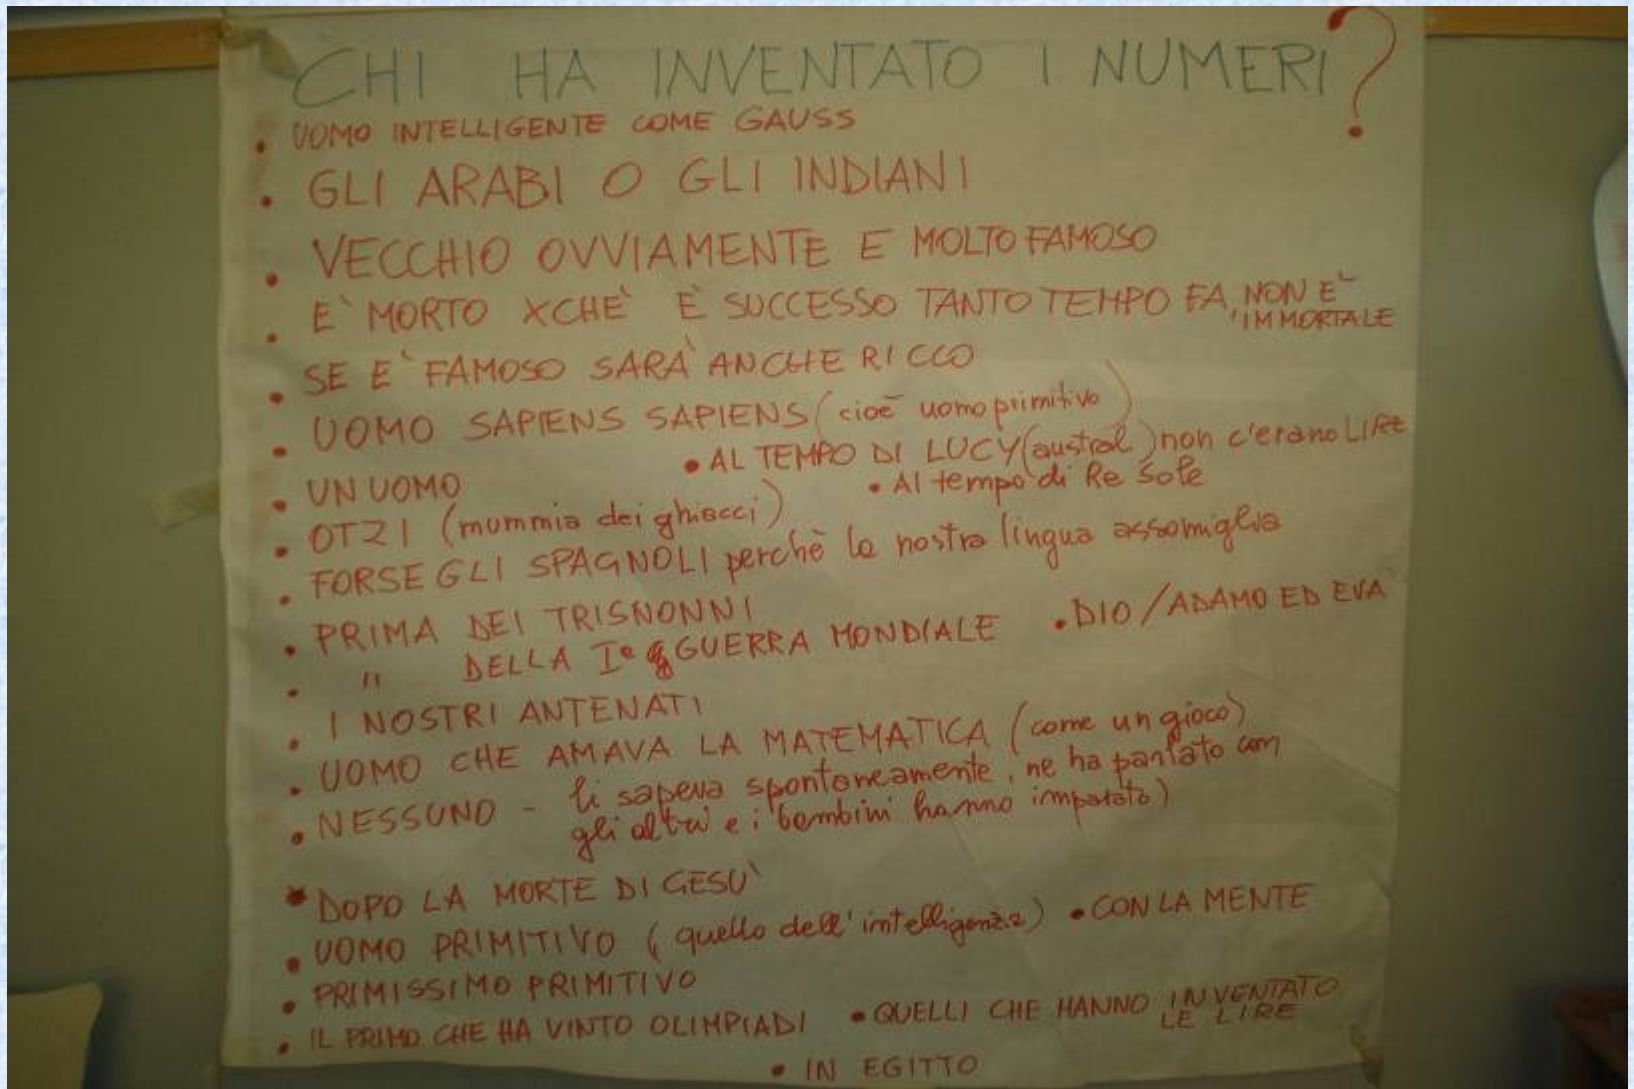 CHI HA INVENTATO I NUMERI?
• UOMO INTELLIGENTE COME GAUSS
• GLI ARABI O GLI INDIANI
• VECCHIO OVVIAMENTE E MOLTO FAMOSO
• E` MORTO XCHE` E` SUCCESSO TANTO TEMPO FA, NON E` IMMORTALE
• SE E` FAMOSO SARA` ANCHE RICCO
• UOMO SAPIENS SAPIENS (cioè uomo primitivo)
• AL TEMPO DI LUCY (austral.) non c'erano LIRE
• UN UOMO
• Al tempo di Re Sole
• OTZI (mummia dei ghiacci)
• FORSE GLI SPAGNOLI perchè la nostra lingua assomiglia
• PRIMA DEI TRISNONNI
• " DELLA Iª GUERRA MONDIALE
• DIO / ADAMO ED EVA
• I NOSTRI ANTENATI
• UOMO CHE AMAVA LA MATEMATICA (come un gioco)
• NESSUNO - li sapeva spontaneamente, ne ha parlato con
gli altri e i bambini hanno imparato)
• DOPO LA MORTE DI GESU`
• UOMO PRIMITIVO (quello dell'intelligenza)
• CON LA MENTE
• PRIMISSIMO PRIMITIVO
• IL PRIMO CHE HA VINTO OLIMPIADI
• QUELLI CHE HANNO INVENTATO
LE LIRE
• IN EGITTO